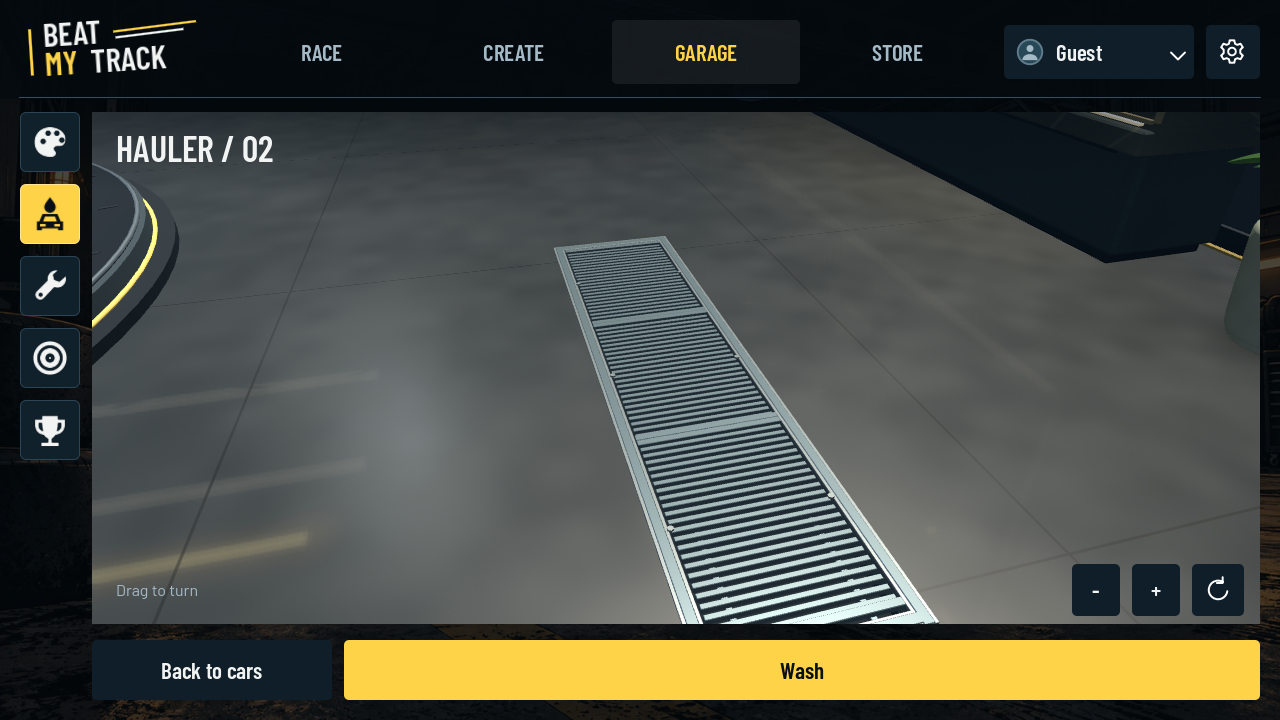 BEAT
MY TRACK
RACE
CREATE
GARAGE
STORE
Guest
HAULER / 02
Drag to turn
-
+
Back to cars
Wash